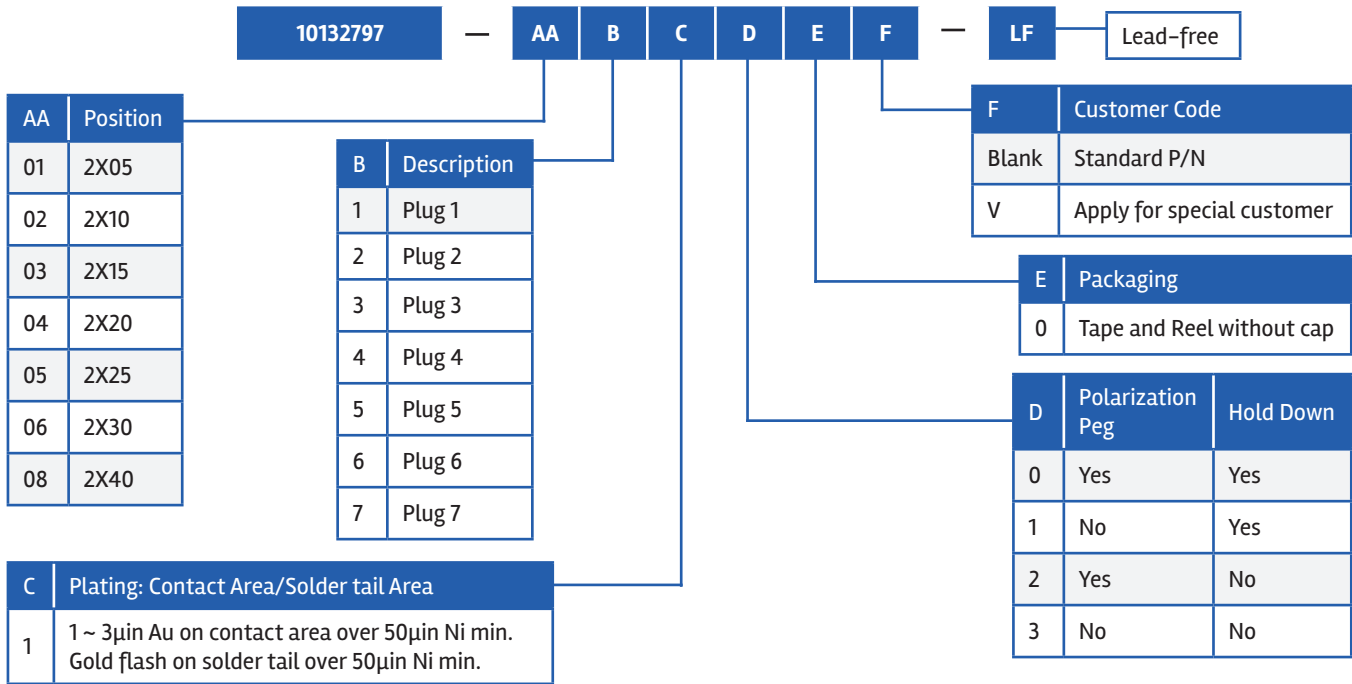 10132797 — AA B C D E F — LF Lead-free
AA Position
01 2X05
02 2X10
03 2X15
04 2X20
05 2X25
06 2X30
08 2X40
B Description
1 Plug 1
2 Plug 2
3 Plug 3
4 Plug 4
5 Plug 5
6 Plug 6
7 Plug 7
C Plating: Contact Area/Solder tail Area
1 1 ~ 3µin Au on contact area over 50µin Ni min.
Gold flash on solder tail over 50µin Ni min.
F Customer Code
Blank Standard P/N
V Apply for special customer
E Packaging
0 Tape and Reel without cap
D Polarization Peg Hold Down
0 Yes Yes
1 No Yes
2 Yes No
3 No No